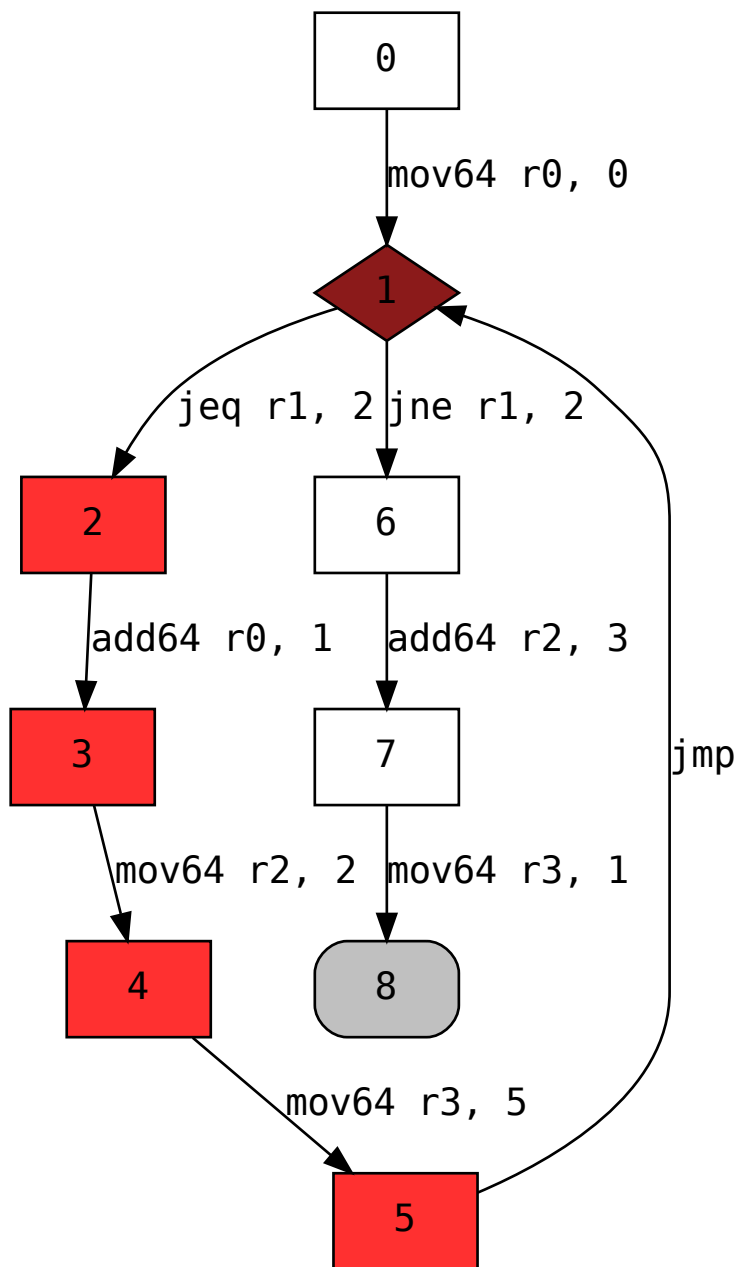 0
mov64 r0, 0
1
jeq r1, 2
jne r1, 2
2
6
add64 r0, 1
add64 r2, 3
3
7
jmp
mov64 r2, 2
mov64 r3, 1
4
8
mov64 r3, 5
5